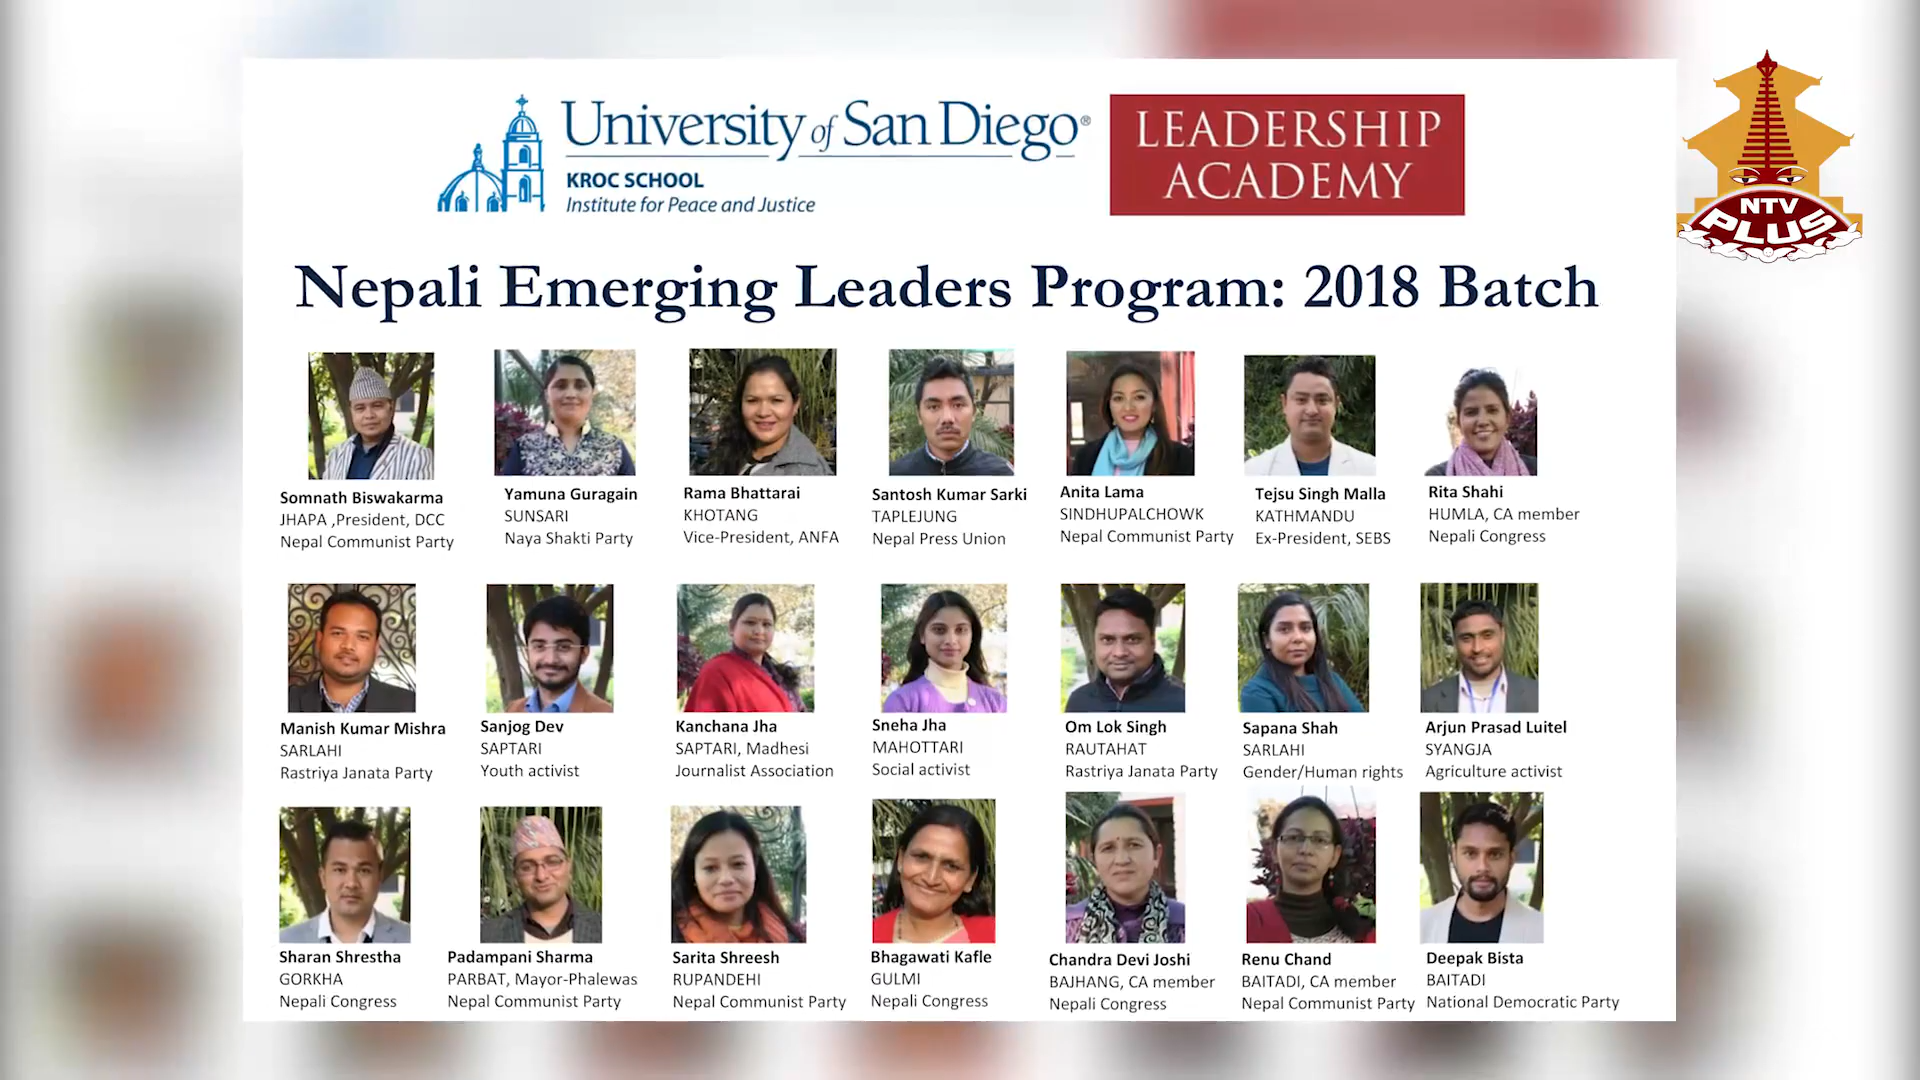 University of San Diego®
KROC SCHOOL
Institute for Peace and Justice
LEADERSHIP
ACADEMY
NTV
PLUS
Nepali Emerging Leaders Program: 2018 Batch
Somnath Biswakarma
JHAPA ,President, DCC
Nepal Communist Party
Yamuna Guragain
SUNSARI
Naya Shakti Party
Rama Bhattarai
KHOTANG
Vice-President, ANFA
Santosh Kumar Sarki
TAPLEJUNG
Nepal Press Union
Anita Lama
SINDHUPALCHOWK
Nepal Communist Party
Tejsu Singh Malla
KATHMANDU
Ex-President, SEBS
Rita Shahi
HUMLA, CA member
Nepali Congress
Manish Kumar Mishra
SARLAHI
Rastriya Janata Party
Sanjog Dev
SAPTARI
Youth activist
Kanchana Jha
SAPTARI, Madhesi
Journalist Association
Sneha Jha
MAHOTTARI
Social activist
Om Lok Singh
RAUTAHAT
Rastriya Janata Party
Sapana Shah
SARLAHI
Gender/Human rights
Arjun Prasad Luitel
SYANGJA
Agriculture activist
Sharan Shrestha
GORKHA
Nepali Congress
Padampani Sharma
PARBAT, Mayor-Phalewas
Nepal Communist Party
Sarita Shreesh
RUPANDEHI
Nepal Communist Party
Bhagawati Kafle
GULMI
Nepali Congress
Chandra Devi Joshi
BAJHANG, CA member
Nepali Congress
Renu Chand
BAITADI, CA member
Nepal Communist Party
Deepak Bista
BAITADI
National Democratic Party